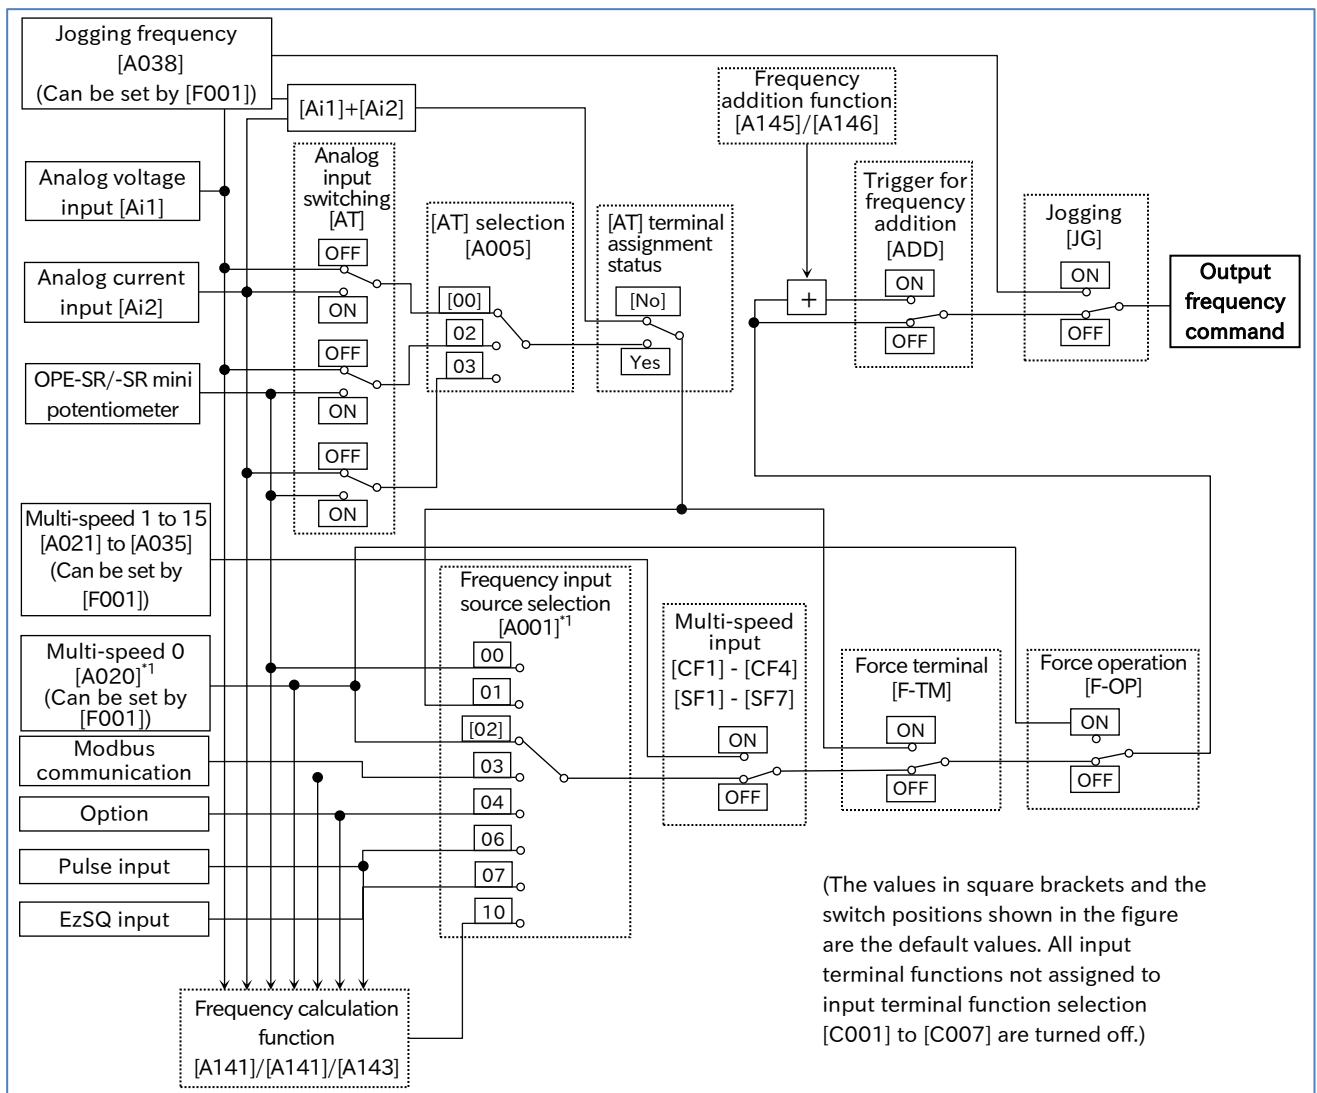 Jogging frequency
[A038]
(Can be set by [F001])
[Ai1]+[Ai2]
Analog voltage
input [Ai1]
Analog current
input [Ai2]
OPE-SR/-SR mini
potentiometer
Analog
input
switching
[AT]
OFF
ON
OFF
ON
OFF
ON
[AT] selection
[A005]
[00]
02
03
[AT] terminal
assignment
status
[No]
Yes
Frequency
addition function
[A145]/[A146]
+
Trigger for
frequency
addition
[ADD]
ON
OFF
Jogging
[JG]
ON
OFF
Output
frequency
command
Multi-speed 1 to 15
[A021] to [A035]
(Can be set by
[F001])
Multi-speed 0
[A020]*1
(Can be set by
[F001])
Modbus
communication
Option
Pulse input
EzSQ input
Frequency input
source selection
[A001]*1
00
01
[02]
03
04
06
07
10
Multi-speed
input
[CF1] - [CF4]
[SF1] - [SF7]
ON
OFF
Force terminal
[F-TM]
ON
OFF
Force operation
[F-OP]
ON
OFF
Frequency calculation
function
[A141]/[A141]/[A143]
(The values in square brackets and the
switch positions shown in the figure
are the default values. All input
terminal functions not assigned to
input terminal function selection
[C001] to [C007] are turned off.)